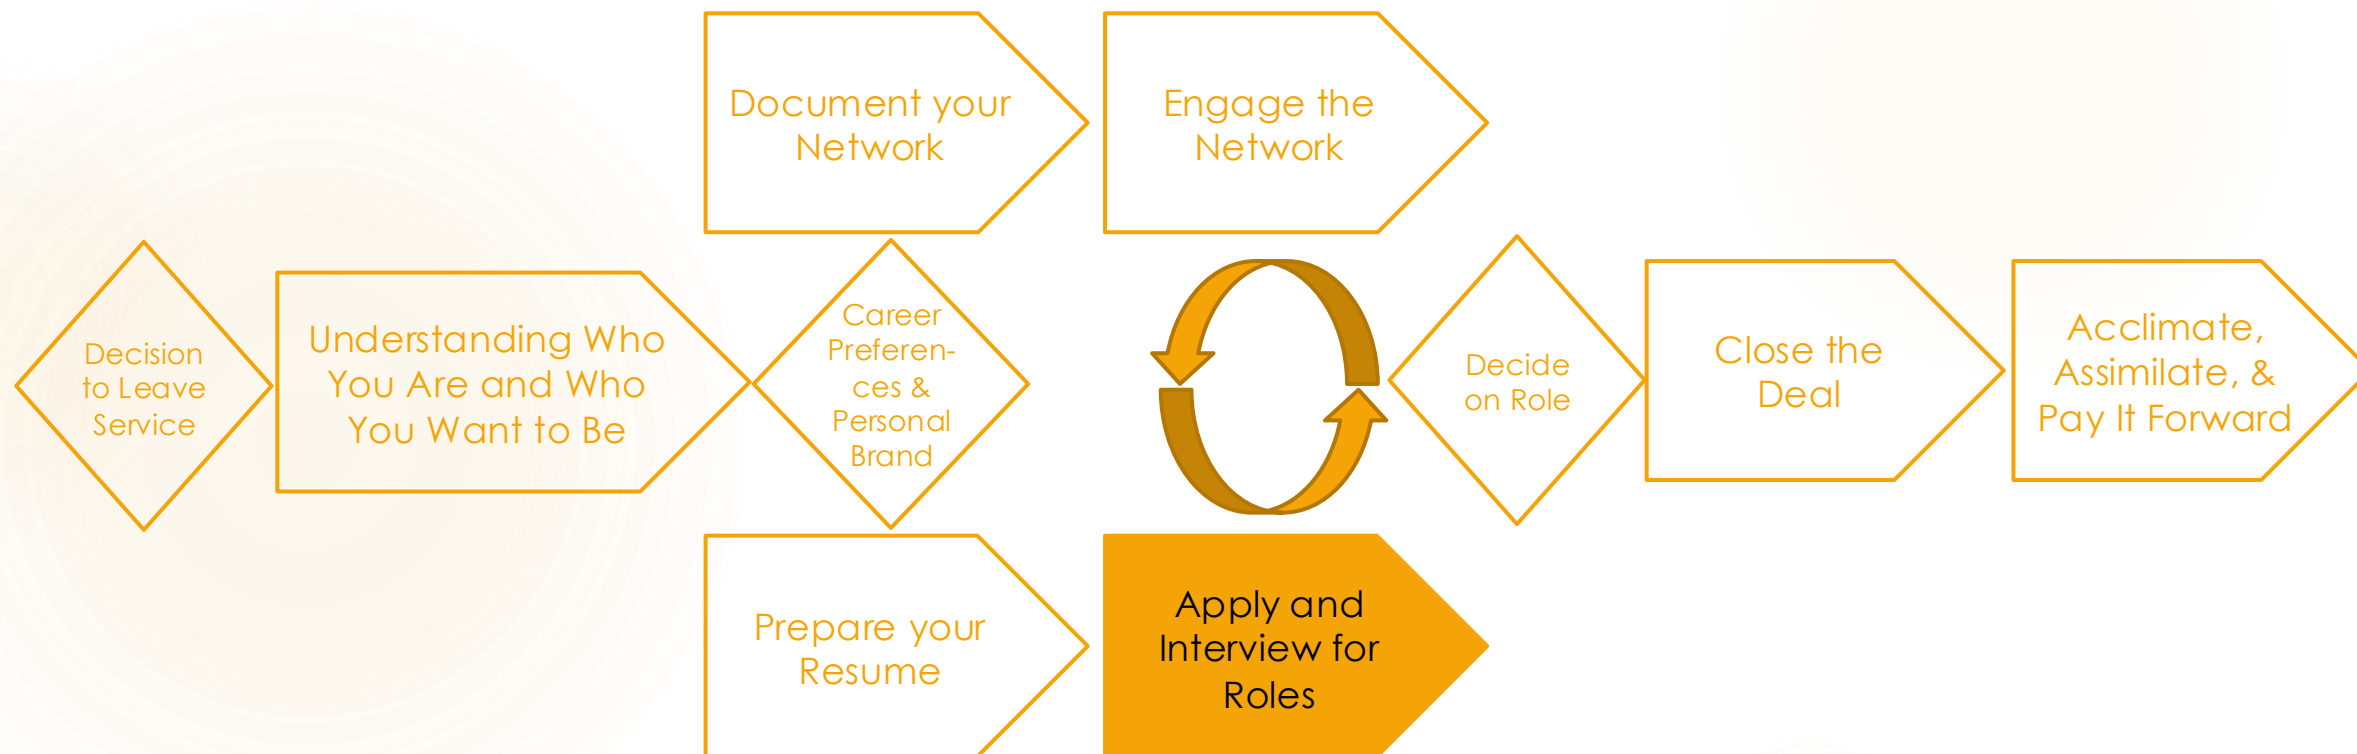 Document your
Network
Engage the
Network
Decision
to Leave
Service
Understanding Who
You Are and Who
You Want to Be
Career
Preferen-
ces &
Personal
Brand
Decide
on Role
Close the
Deal
Acclimate,
Assimilate, &
Pay It Forward
Prepare your
Resume
Apply and
Interview for
Roles